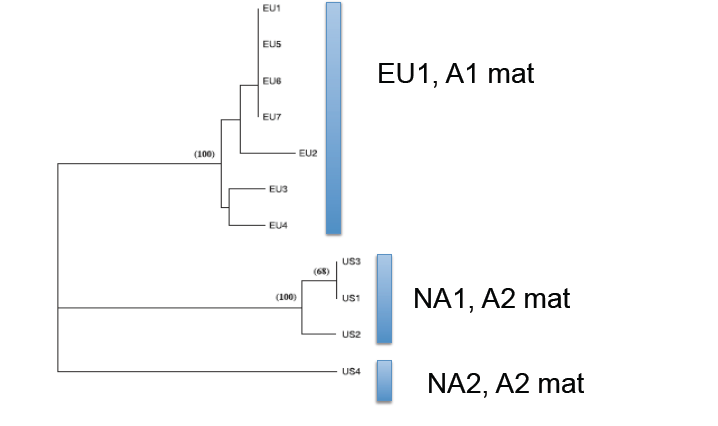 EU1
EU5
EU1, A1 mat
EU6
EU7
(100)
EU2
EU3
EU4
US3
(68)
(100)
US1
NA1, A2 mat
US2
US4
NA2, A2 mat